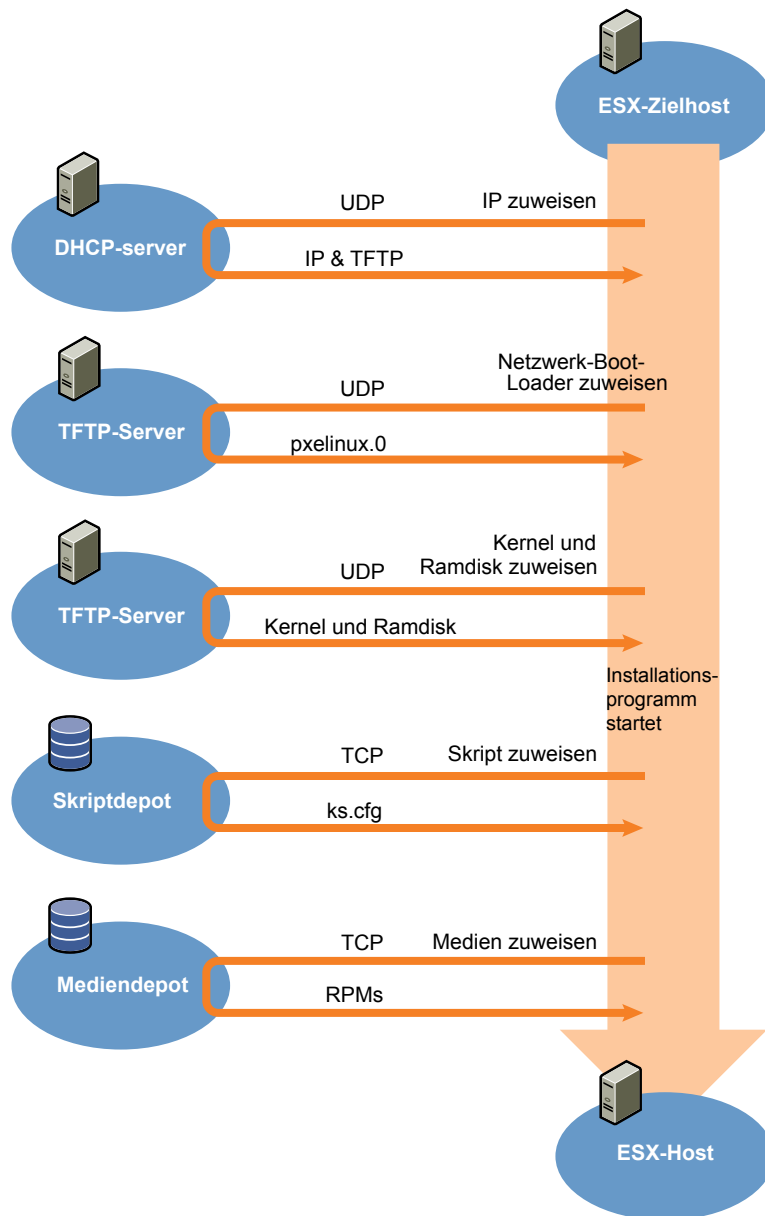 ESX-Zielhost
UDP
IP zuweisen
DHCP-server
IP & TFTP
Netzwerk-Boot-
Loader zuweisen
UDP
TFTP-Server
pxelinux.0
Kernel und
Ramdisk zuweisen
UDP
TFTP-Server
Kernel und Ramdisk
Installations-
programm
startet
TCP
Skript zuweisen
Skriptdepot
ks.cfg
TCP
Medien zuweisen
Mediendepot
RPMs
ESX-Host